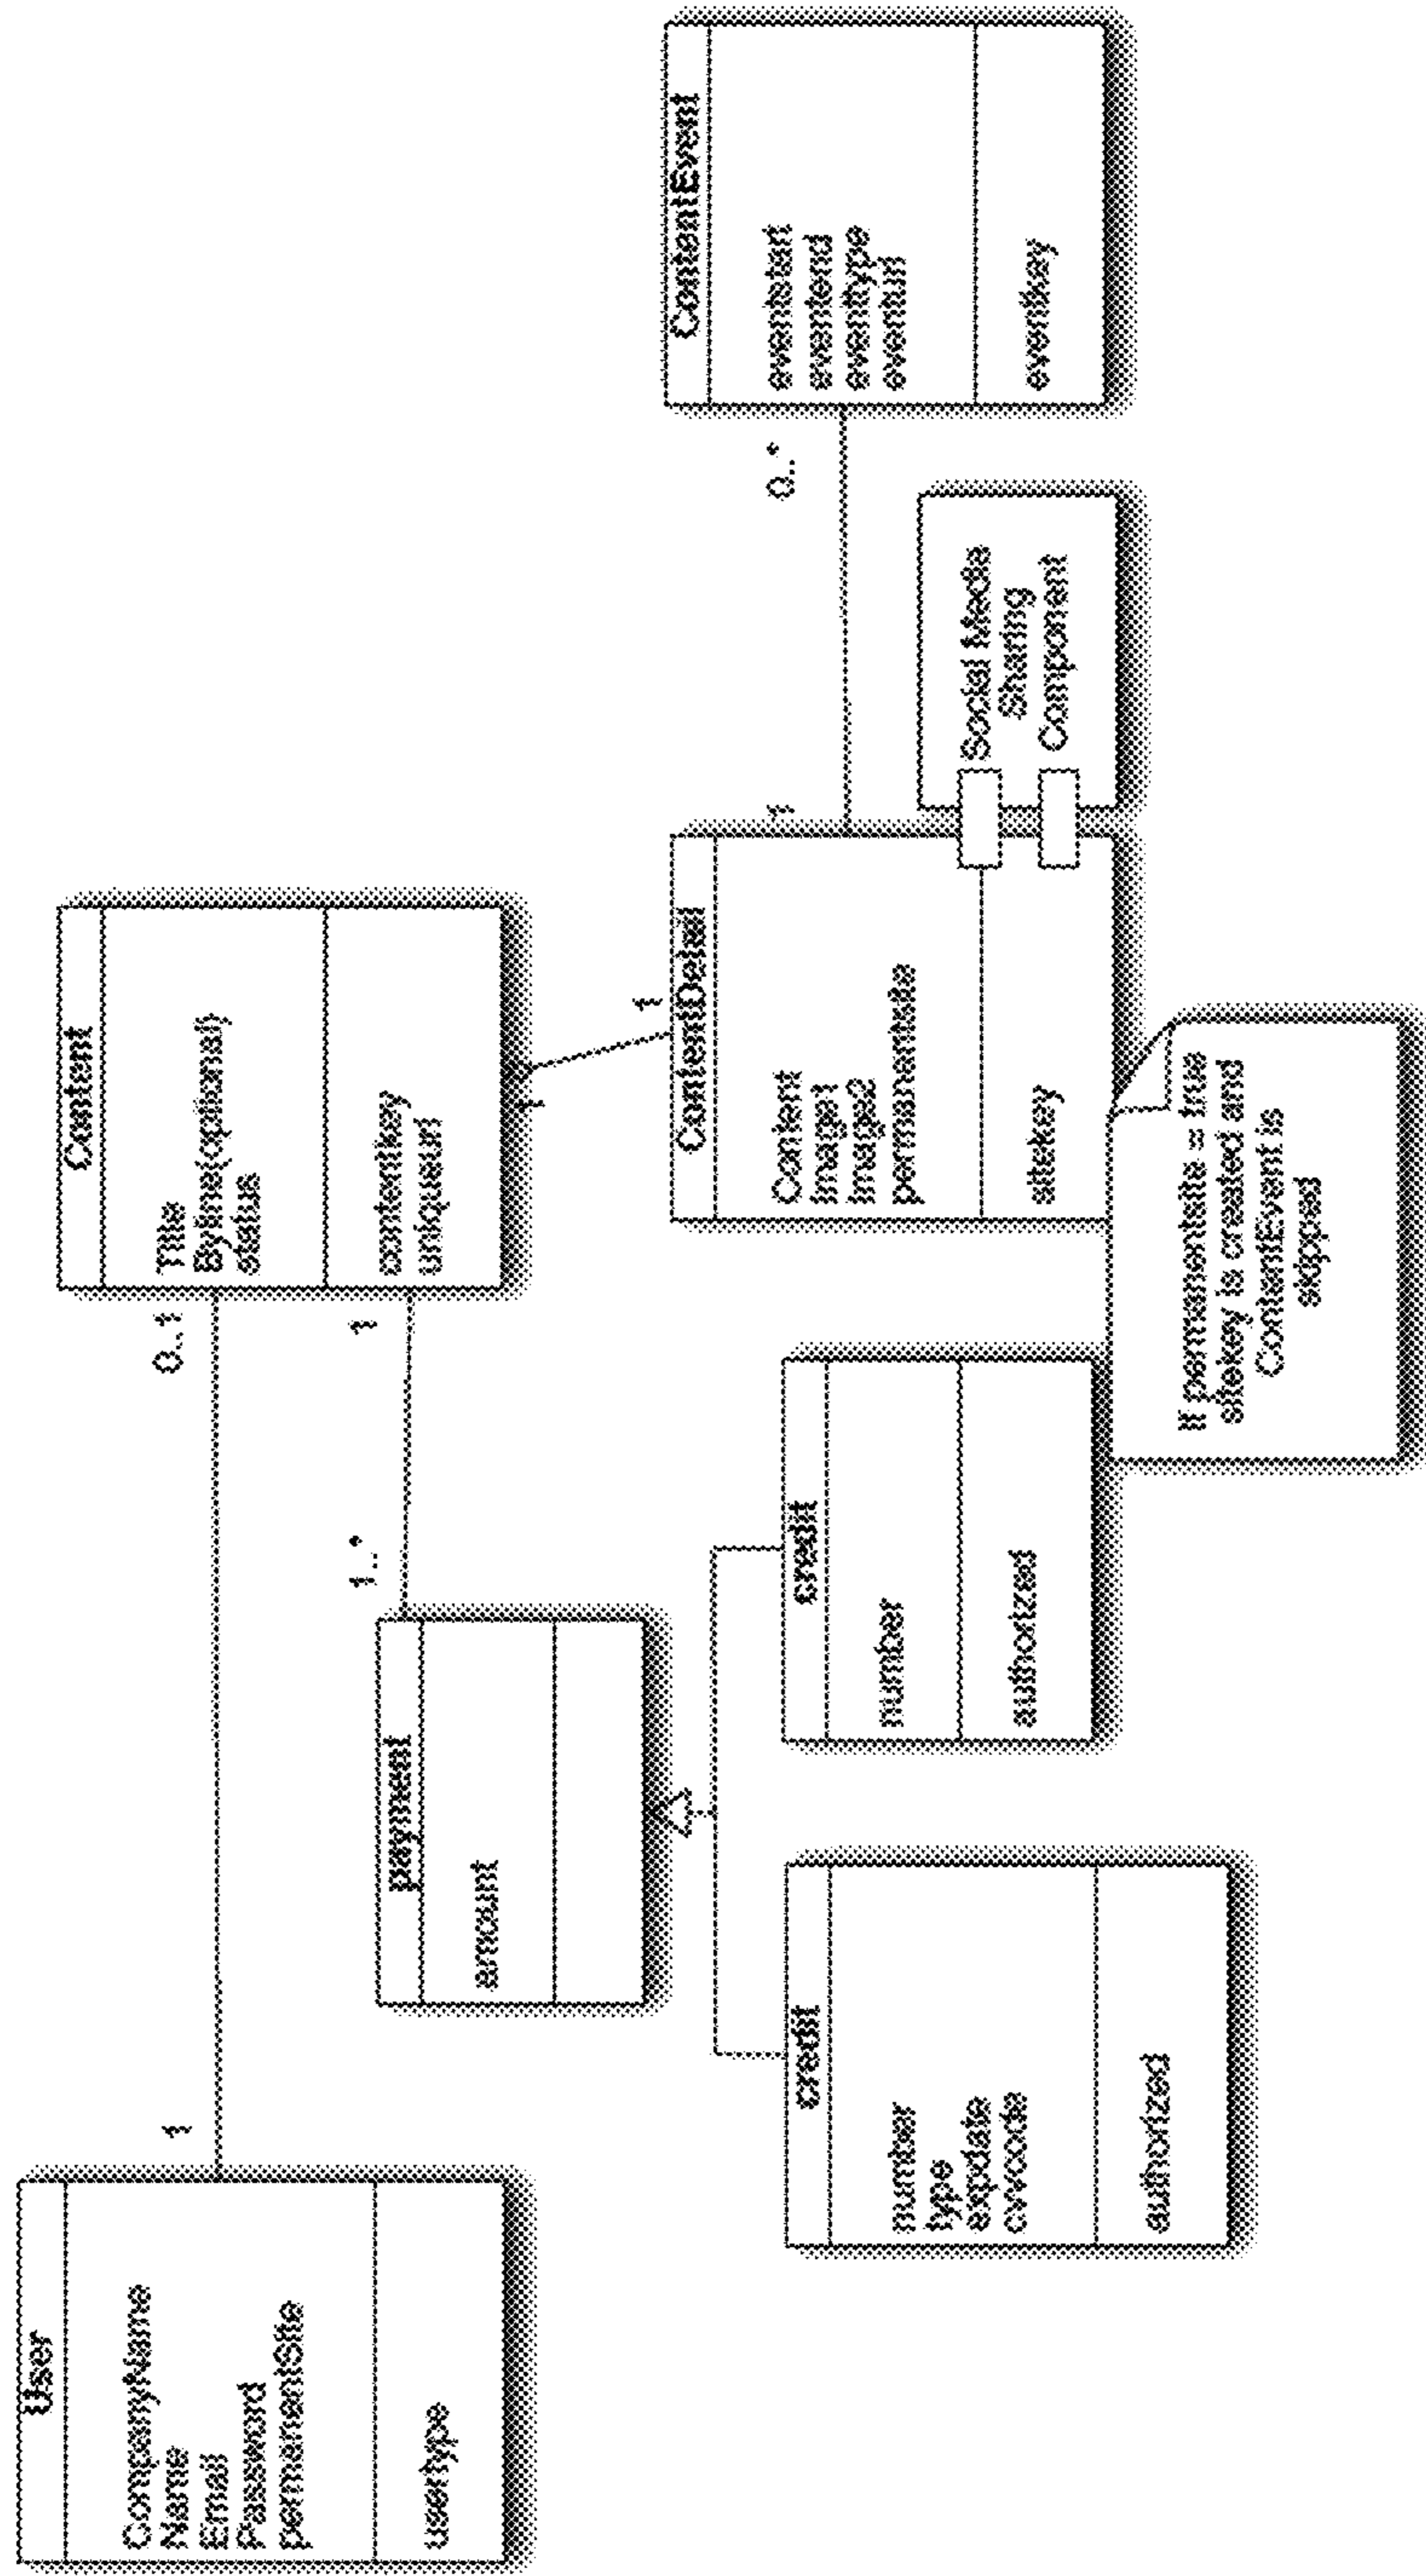 User
CompanyName
Name
Email
Password
permanentSite
usertype
1
0..1
Content
Title
Byline(optional)
status
contentkey
uniqueurl
1
1..*
payment
amount
credit
number
type
expdate
cvvcode
authorized
credit
number
authorized
1
1
ContentDetail
Content
image1
image2
permanentsite
sitekey
If permanentsite = true
sitekey is created and
ContentEvent is
skipped
Social Media
Sharing
Component
1
0..*
ContentEvent
eventstart
eventend
eventtype
eventurl
eventkey